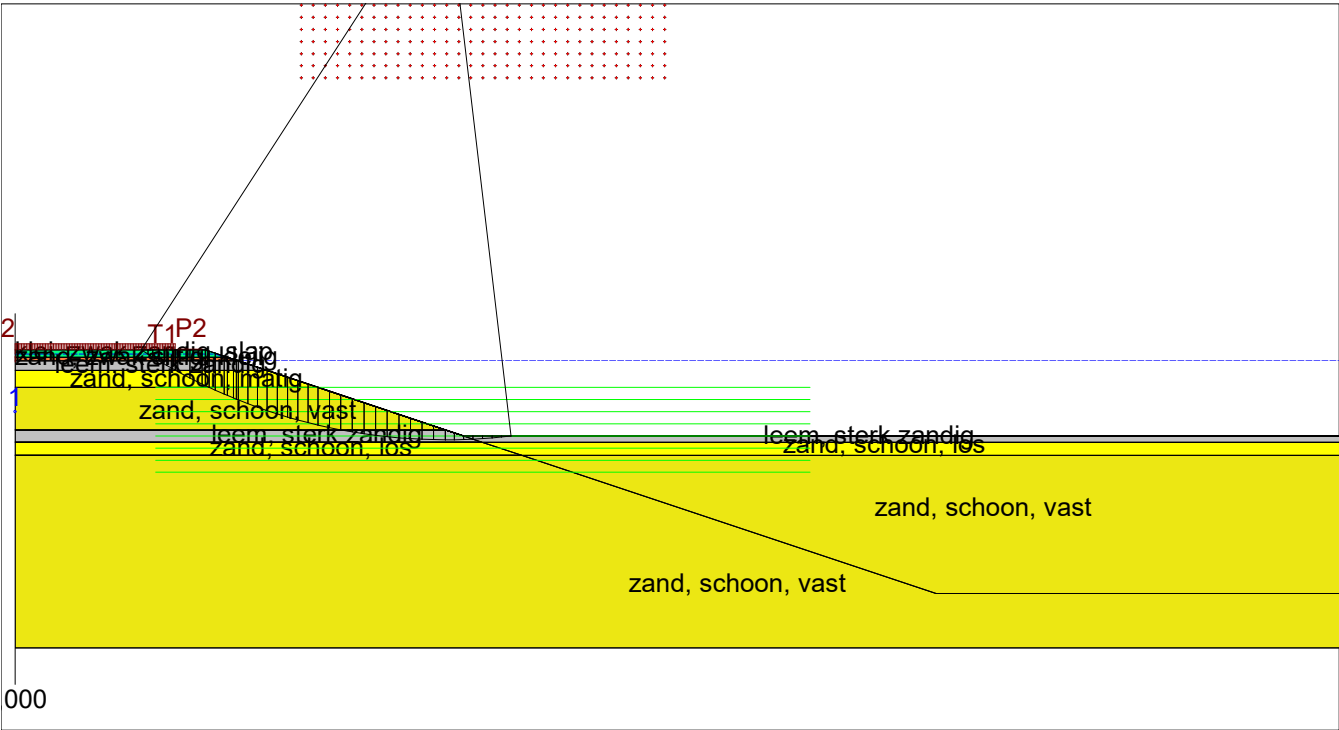 2
T1 P2
leem, sterk zandig
zand, schoon, matig
1
zand, schoon, vast
leem, sterk zandig
leem, sterk zandig
zand, schoon, los
zand, schoon, los
zand, schoon, vast
zand, schoon, vast
000